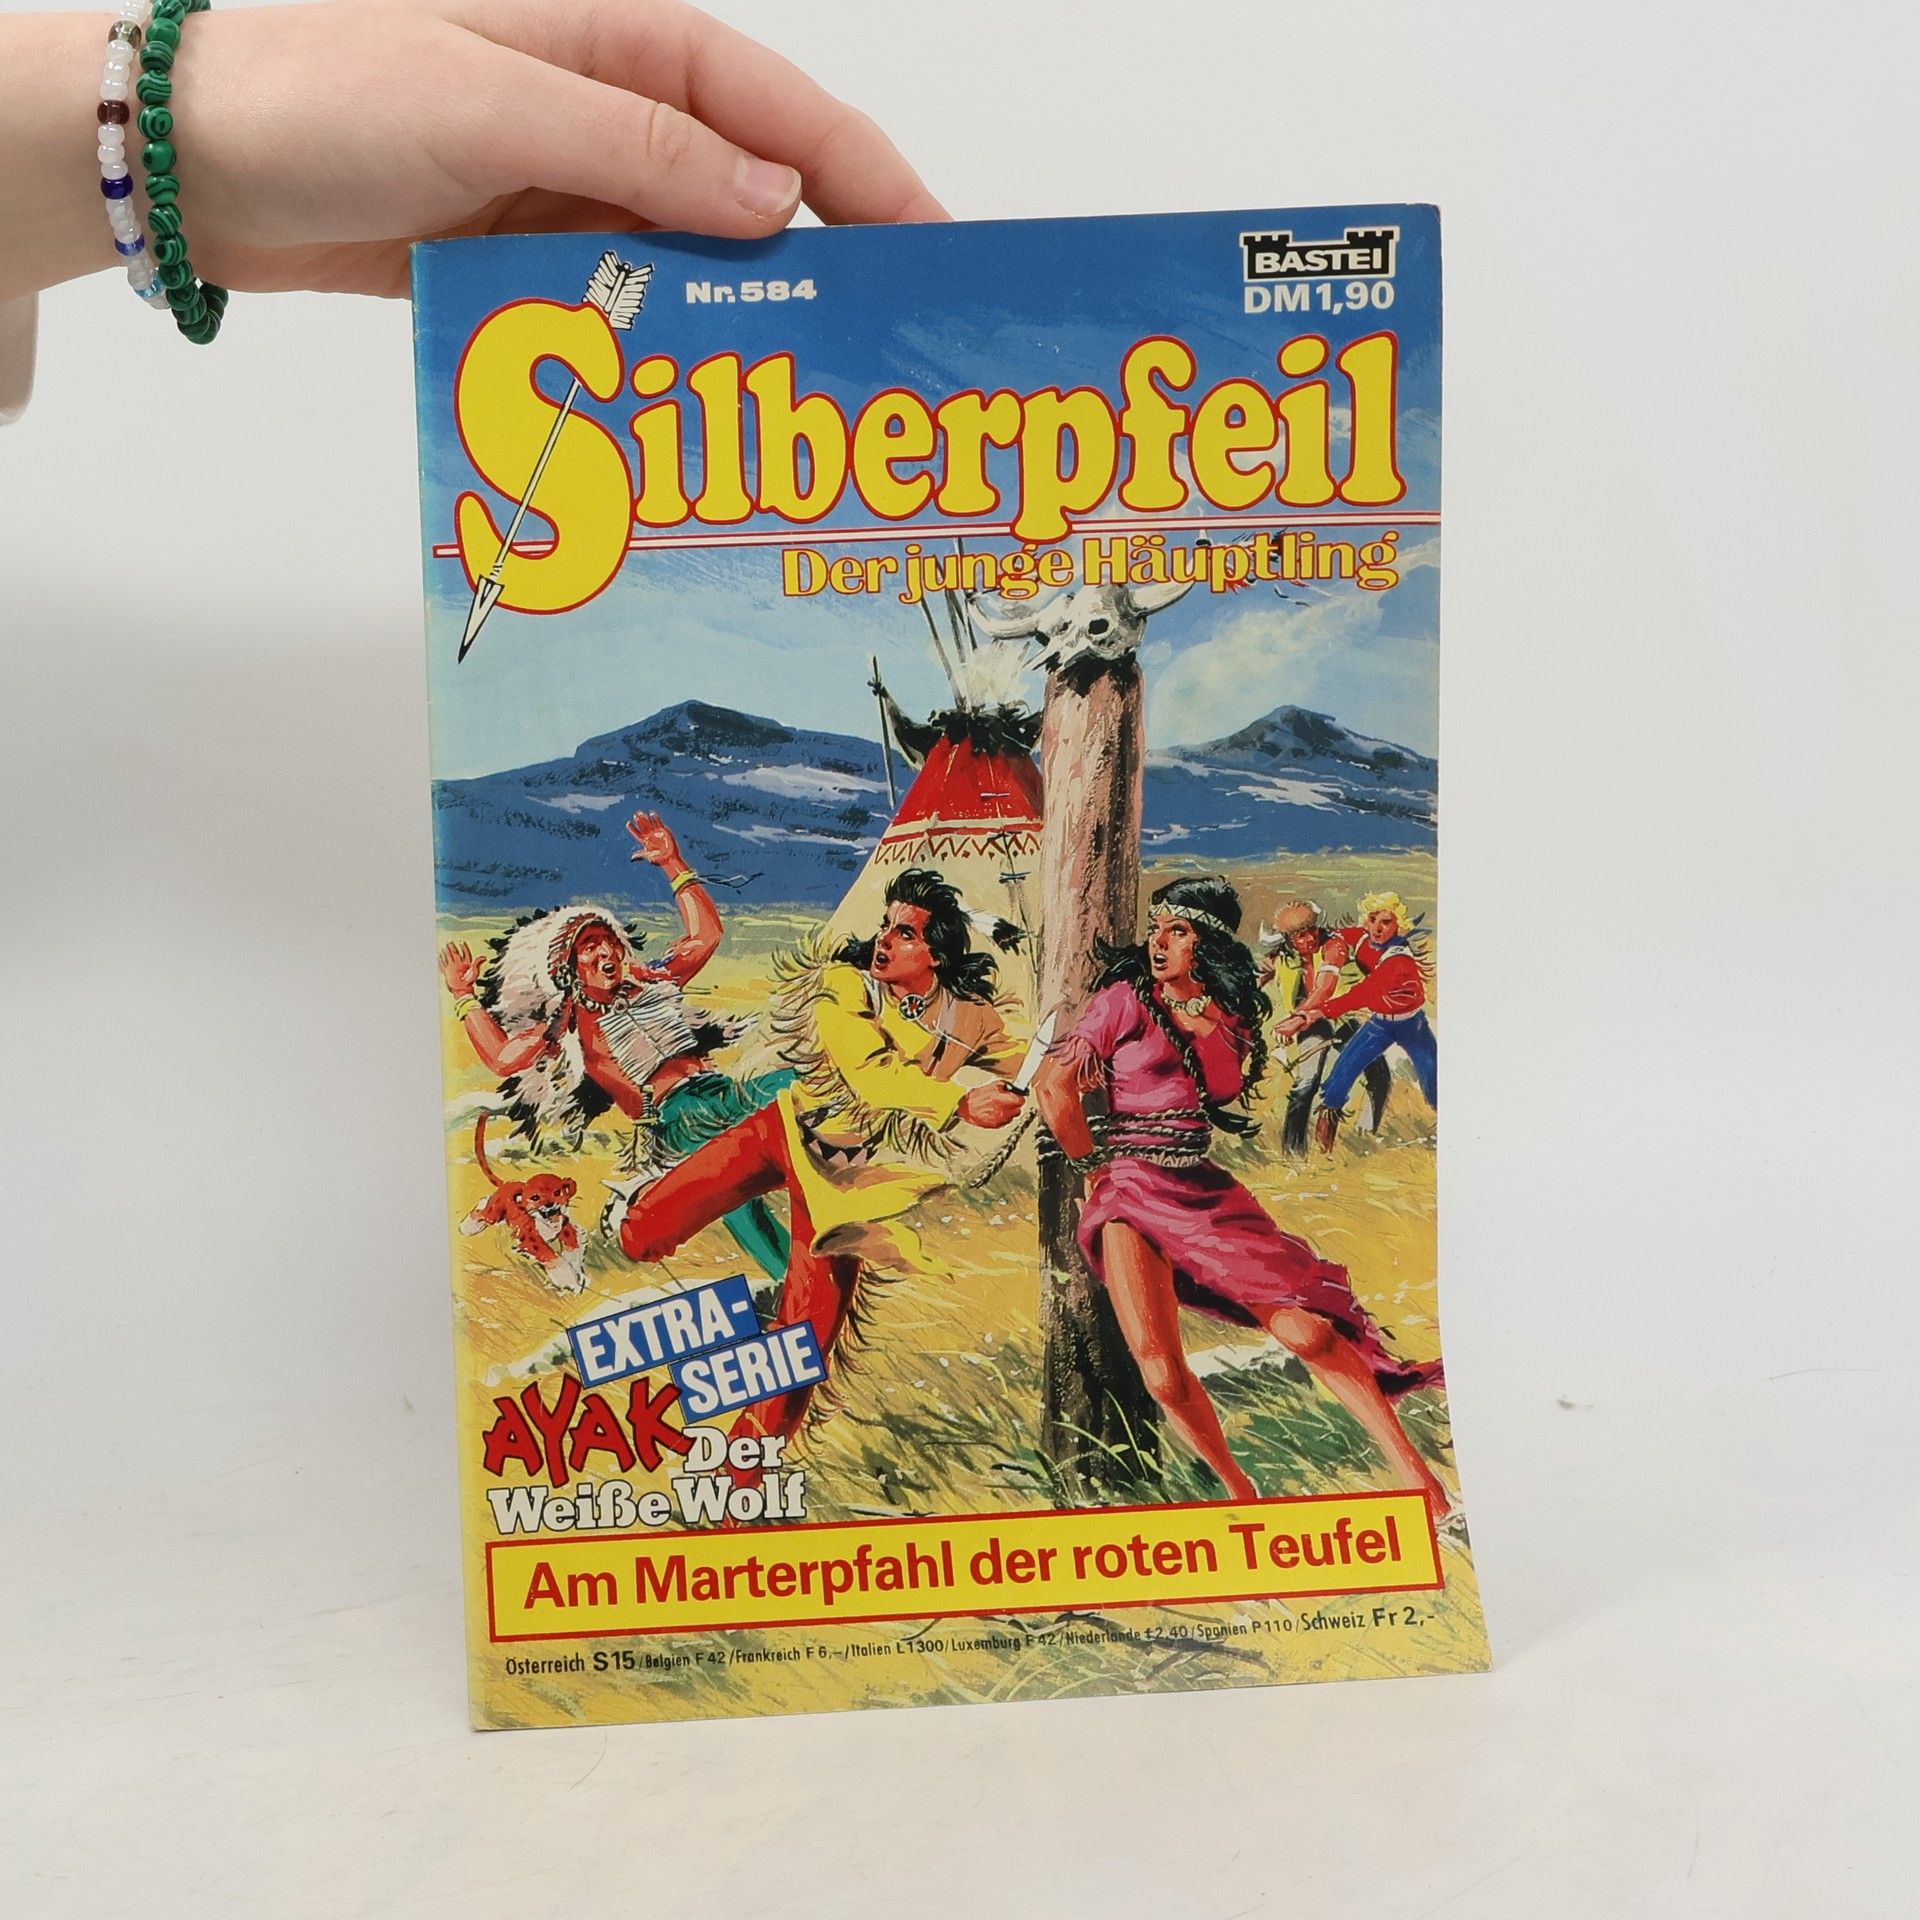 Nr. 584
BASTEI
DM 1,90
Silberpfeil
Der junge Häuptling
EXTRA-
SERIE
AYAK Der
Weiße Wolf
Am Marterpfahl der roten Teufel
Österreich S 15 / Belgien F 42 / Frankreich F 6,– / Italien L 1300 / Luxemburg F 42 / Niederlande f 2,40 / Spanien P 110 / Schweiz Fr 2,-